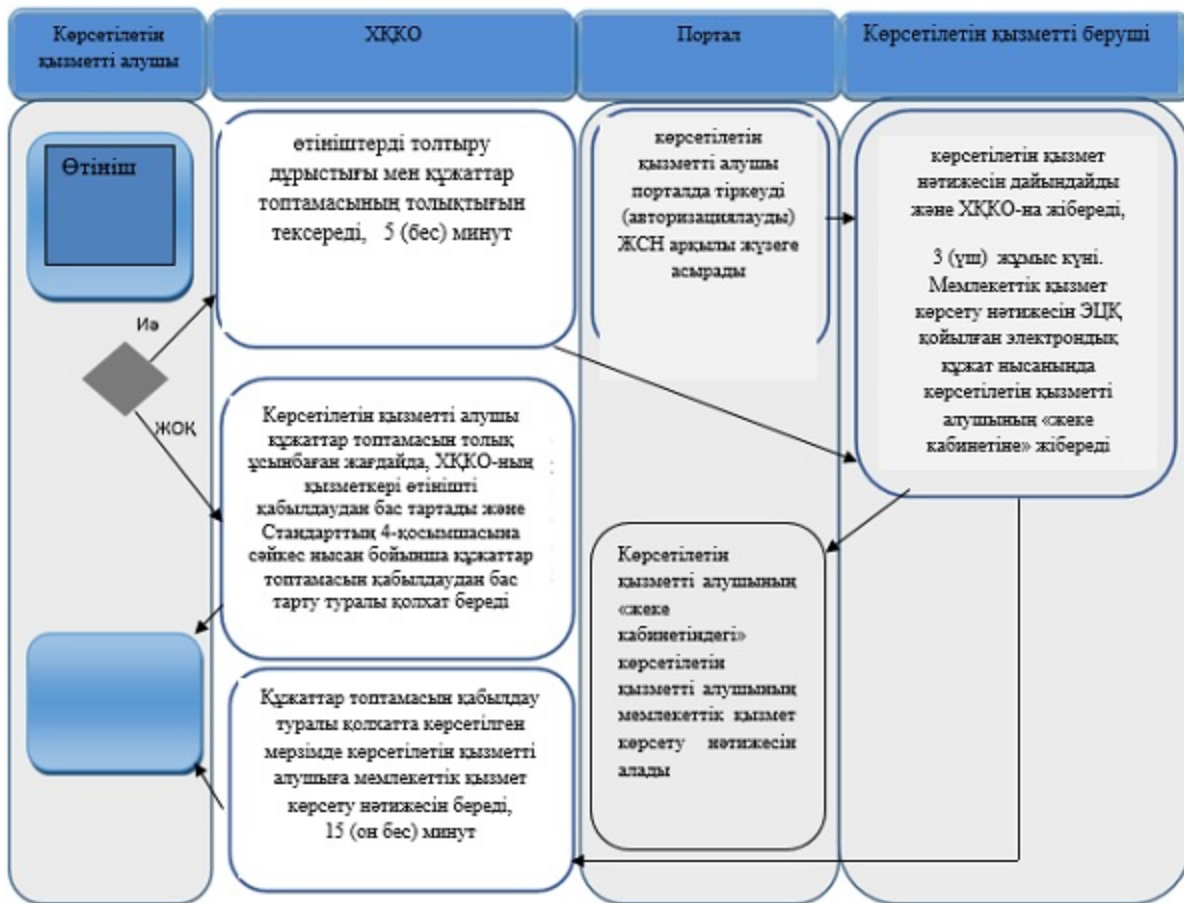 Көрсетілетін
қызметті алушы
ХҚКО
Портал
Көрсетілетін қызметті беруші
Өтініш
Иә
ЖОҚ
өтініштерді толтыру
дұрыстығы мен құжаттар
топтамасының толықтығын
тексереді, 5 (бес) минут
Көрсетілетін қызметті алушы
құжаттар топтамасын толық
ұсынбаған жағдайда, ХҚКО-ның
қызметкері өтінішті
қабылдаудан бас тартады және
Стандарттың 4-қосымшасына
сәйкес нысан бойынша құжаттар
топтамасын қабылдаудан бас
тарту туралы қолхат береді
Құжаттар топтамасын қабылдау
туралы қолхатта көрсетілген
мерзімде көрсетілетін қызметті
алушыға мемлекеттік қызмет
көрсету нәтижесін береді,
15 (он бес) минут
көрсетілетін
қызметті алушы
порталда тіркеуді
(авторизациялауды)
ЖСН арқылы жүзеге
асырады
Көрсетілетін
қызметті алушының
«жеке
кабинетіндегі»
көрсетілетін
қызметті алушының
мемлекеттік қызмет
көрсету нәтижесін
алады
көрсетілетін қызмет
нәтижесін дайындайды
және ХҚКО-на жібереді,
3 (үш) жұмыс күні.
Мемлекеттік қызмет
көрсету нәтижесін ЭЦҚ
қойылған электрондық
құжат нысанында
көрсетілетін қызметті
алушының «жеке
кабинетіне» жібереді